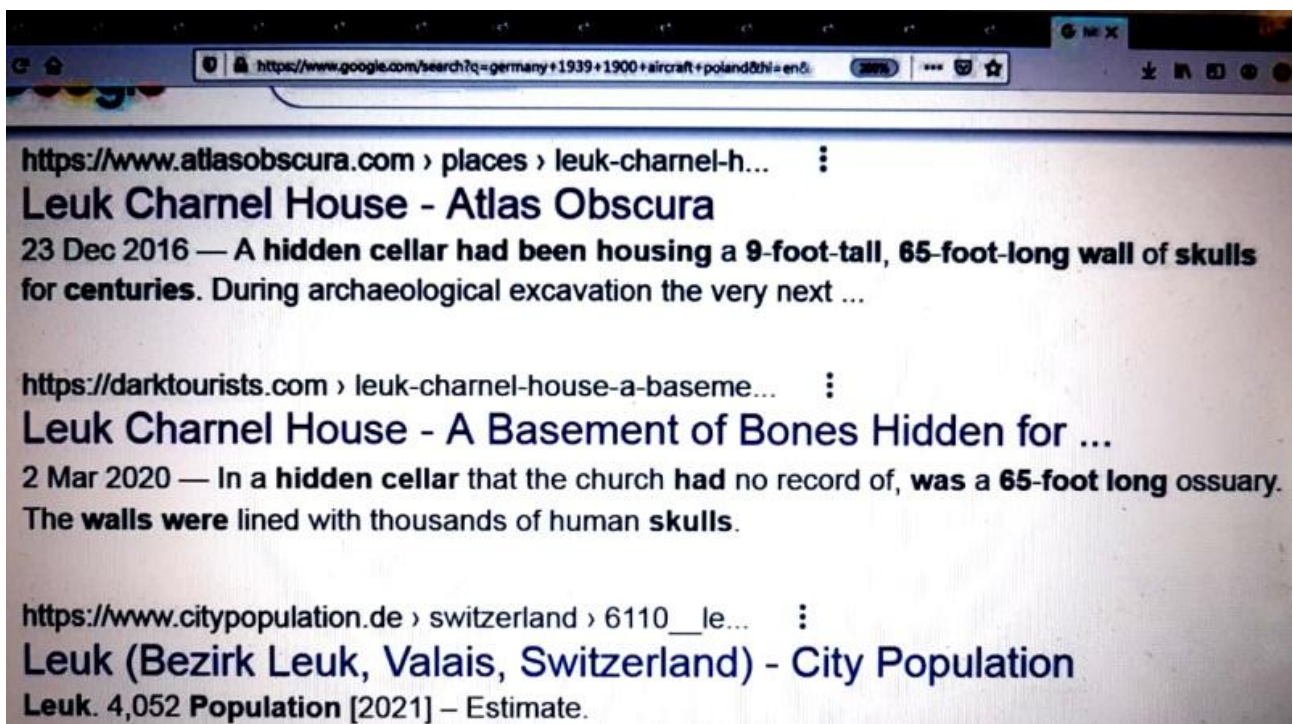 https://www.google.com/search?q=germany+1939+1900+aircraft+poland&hl=en&
200%
https://www.atlasobscura.com › places › leuk-charnel-h...
Leuk Charnel House - Atlas Obscura
23 Dec 2016 — A hidden cellar had been housing a 9-foot-tall, 65-foot-long wall of skulls
for centuries. During archaeological excavation the very next ...
https://darktourists.com › leuk-charnel-house-a-baseme...
Leuk Charnel House - A Basement of Bones Hidden for ...
2 Mar 2020 — In a hidden cellar that the church had no record of, was a 65-foot long ossuary.
The walls were lined with thousands of human skulls.
https://www.citypopulation.de › switzerland › 6110__le...
Leuk (Bezirk Leuk, Valais, Switzerland) - City Population
Leuk. 4,052 Population [2021] – Estimate.